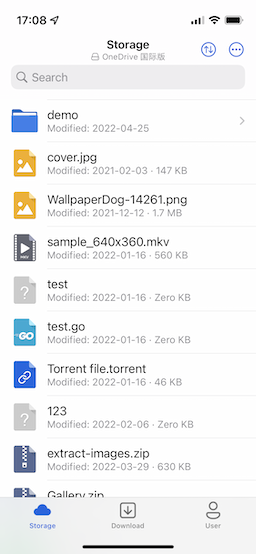 17:08
Storage
OneDrive 国际版
Search
demo
Modified: 2022-04-25
cover.jpg
Modified: 2021-02-03 · 147 KB
WallpaperDog-14261.png
Modified: 2021-12-12 · 1.7 MB
sample_640x360.mkv
Modified: 2022-01-16 · 560 KB
test
Modified: 2022-01-16 · Zero KB
GO
test.go
Modified: 2022-01-16 · Zero KB
Torrent file.torrent
Modified: 2022-01-16 · 46 KB
123
Modified: 2022-02-06 · Zero KB
extract-images.zip
Modified: 2022-03-29 · 630 KB
Gallery.zip
Storage
Download
User